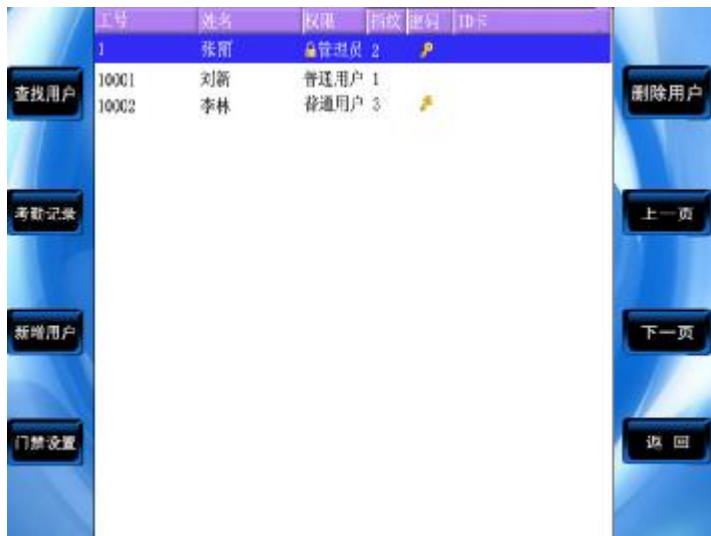 工号 姓名 权限 指纹 密码 ID卡
1 张丽 管理员 2
10001 刘新 普通用户 1
10002 李林 普通用户 3
查找用户
考勤记录
新增用户
门禁设置
删除用户
上一页
下一页
返回